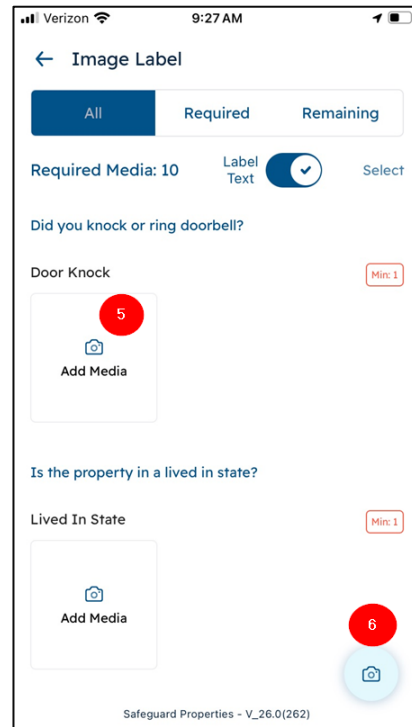 Verizon 9:27 AM
← Image Label
All Required Remaining
Required Media: 10 Label Text Select
Did you knock or ring doorbell?
Door Knock Min: 1
5
Add Media
Is the property in a lived in state?
Lived In State Min: 1
Add Media
6
Safeguard Properties - V_26.0(262)